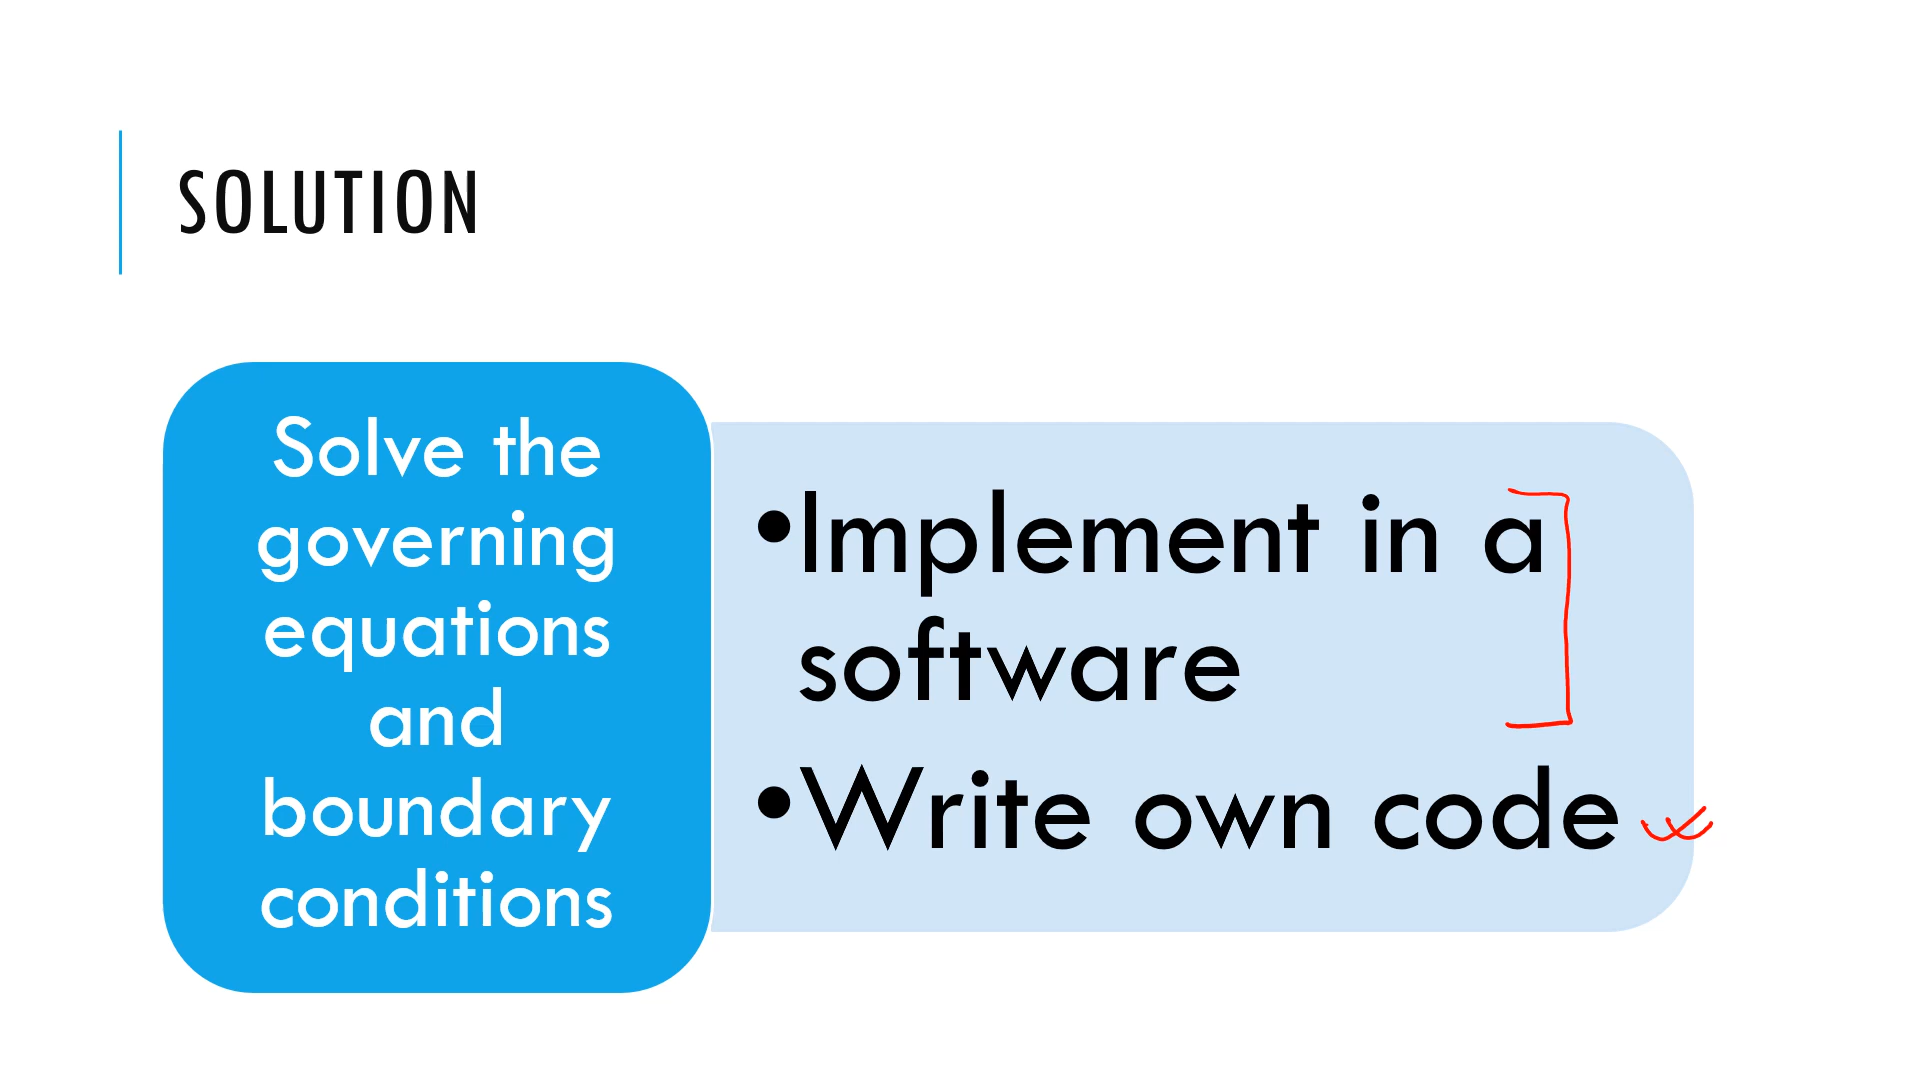 SOLUTION
Solve the
governing
equations
and
boundary
conditions
•Implement in a
software
•Write own code